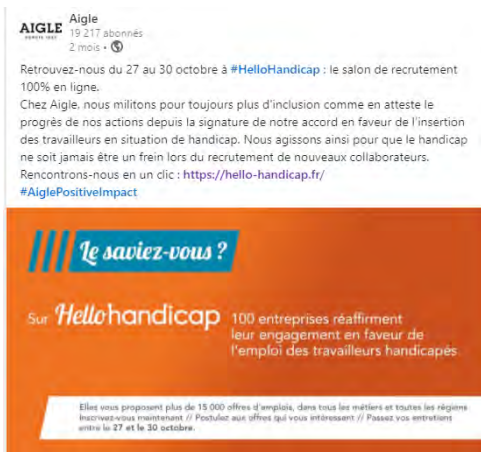 AIGLE
DEPUIS 1853
Aigle
19 217 abonnés
2 mois •
Retrouvez-nous du 27 au 30 octobre à #HelloHandicap : le salon de recrutement
100% en ligne.
Chez Aigle, nous militons pour toujours plus d'inclusion comme en atteste le
progrès de nos actions depuis la signature de notre accord en faveur de l'insertion
des travailleurs en situation de handicap. Nous agissons ainsi pour que le handicap
ne soit jamais être un frein lors du recrutement de nouveaux collaborateurs.
Rencontrons-nous en un clic : https://hello-handicap.fr/
#AiglePositiveImpact
Le saviez-vous ?
Sur Hellohandicap 100 entreprises réaffirment
leur engagement en faveur de
l'emploi des travailleurs handicapés
Elles vous proposent plus de 15 000 offres d'emplois, dans tous les métiers et toutes les régions
Inscrivez-vous maintenant // Postulez aux offres qui vous intéressent // Passez vos entretiens
entre le 27 et le 30 octobre.